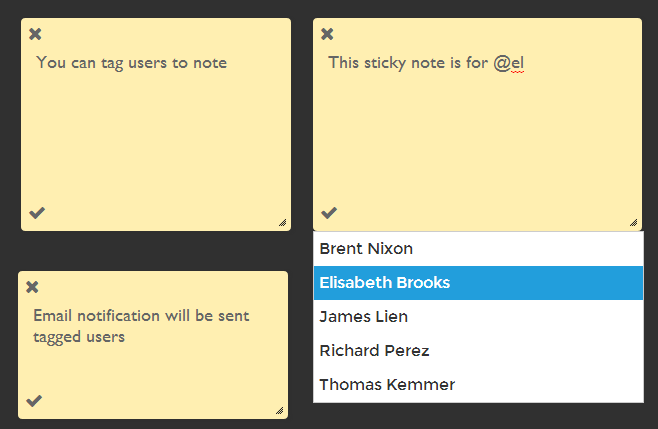 You can tag users to note
This sticky note is for @el
Brent Nixon
Elisabeth Brooks
James Lien
Richard Perez
Thomas Kemmer
Email notification will be sent
tagged users